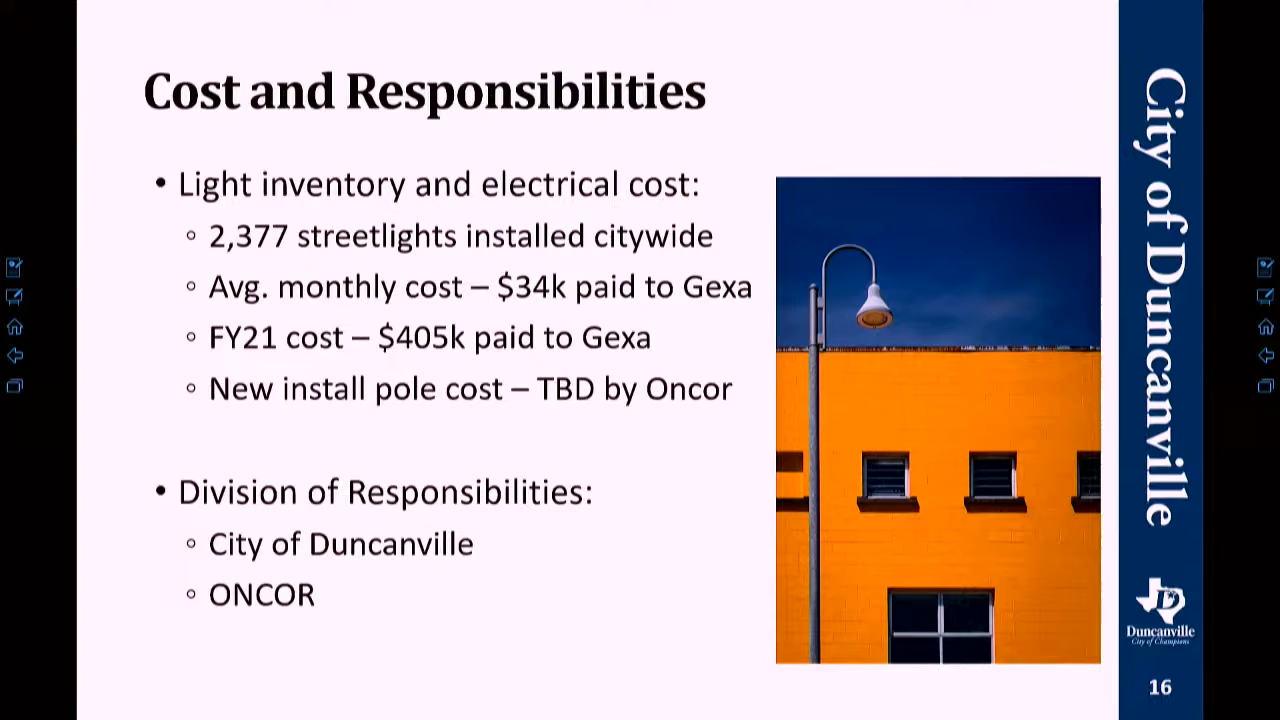 Cost and Responsibilities
• Light inventory and electrical cost:
◦ 2,377 streetlights installed citywide
◦ Avg. monthly cost – $34k paid to Gexa
◦ FY21 cost – $405k paid to Gexa
◦ New install pole cost – TBD by Oncor
• Division of Responsibilities:
◦ City of Duncanville
◦ ONCOR
City of Duncanville
D
Duncanville
City of Champions
16